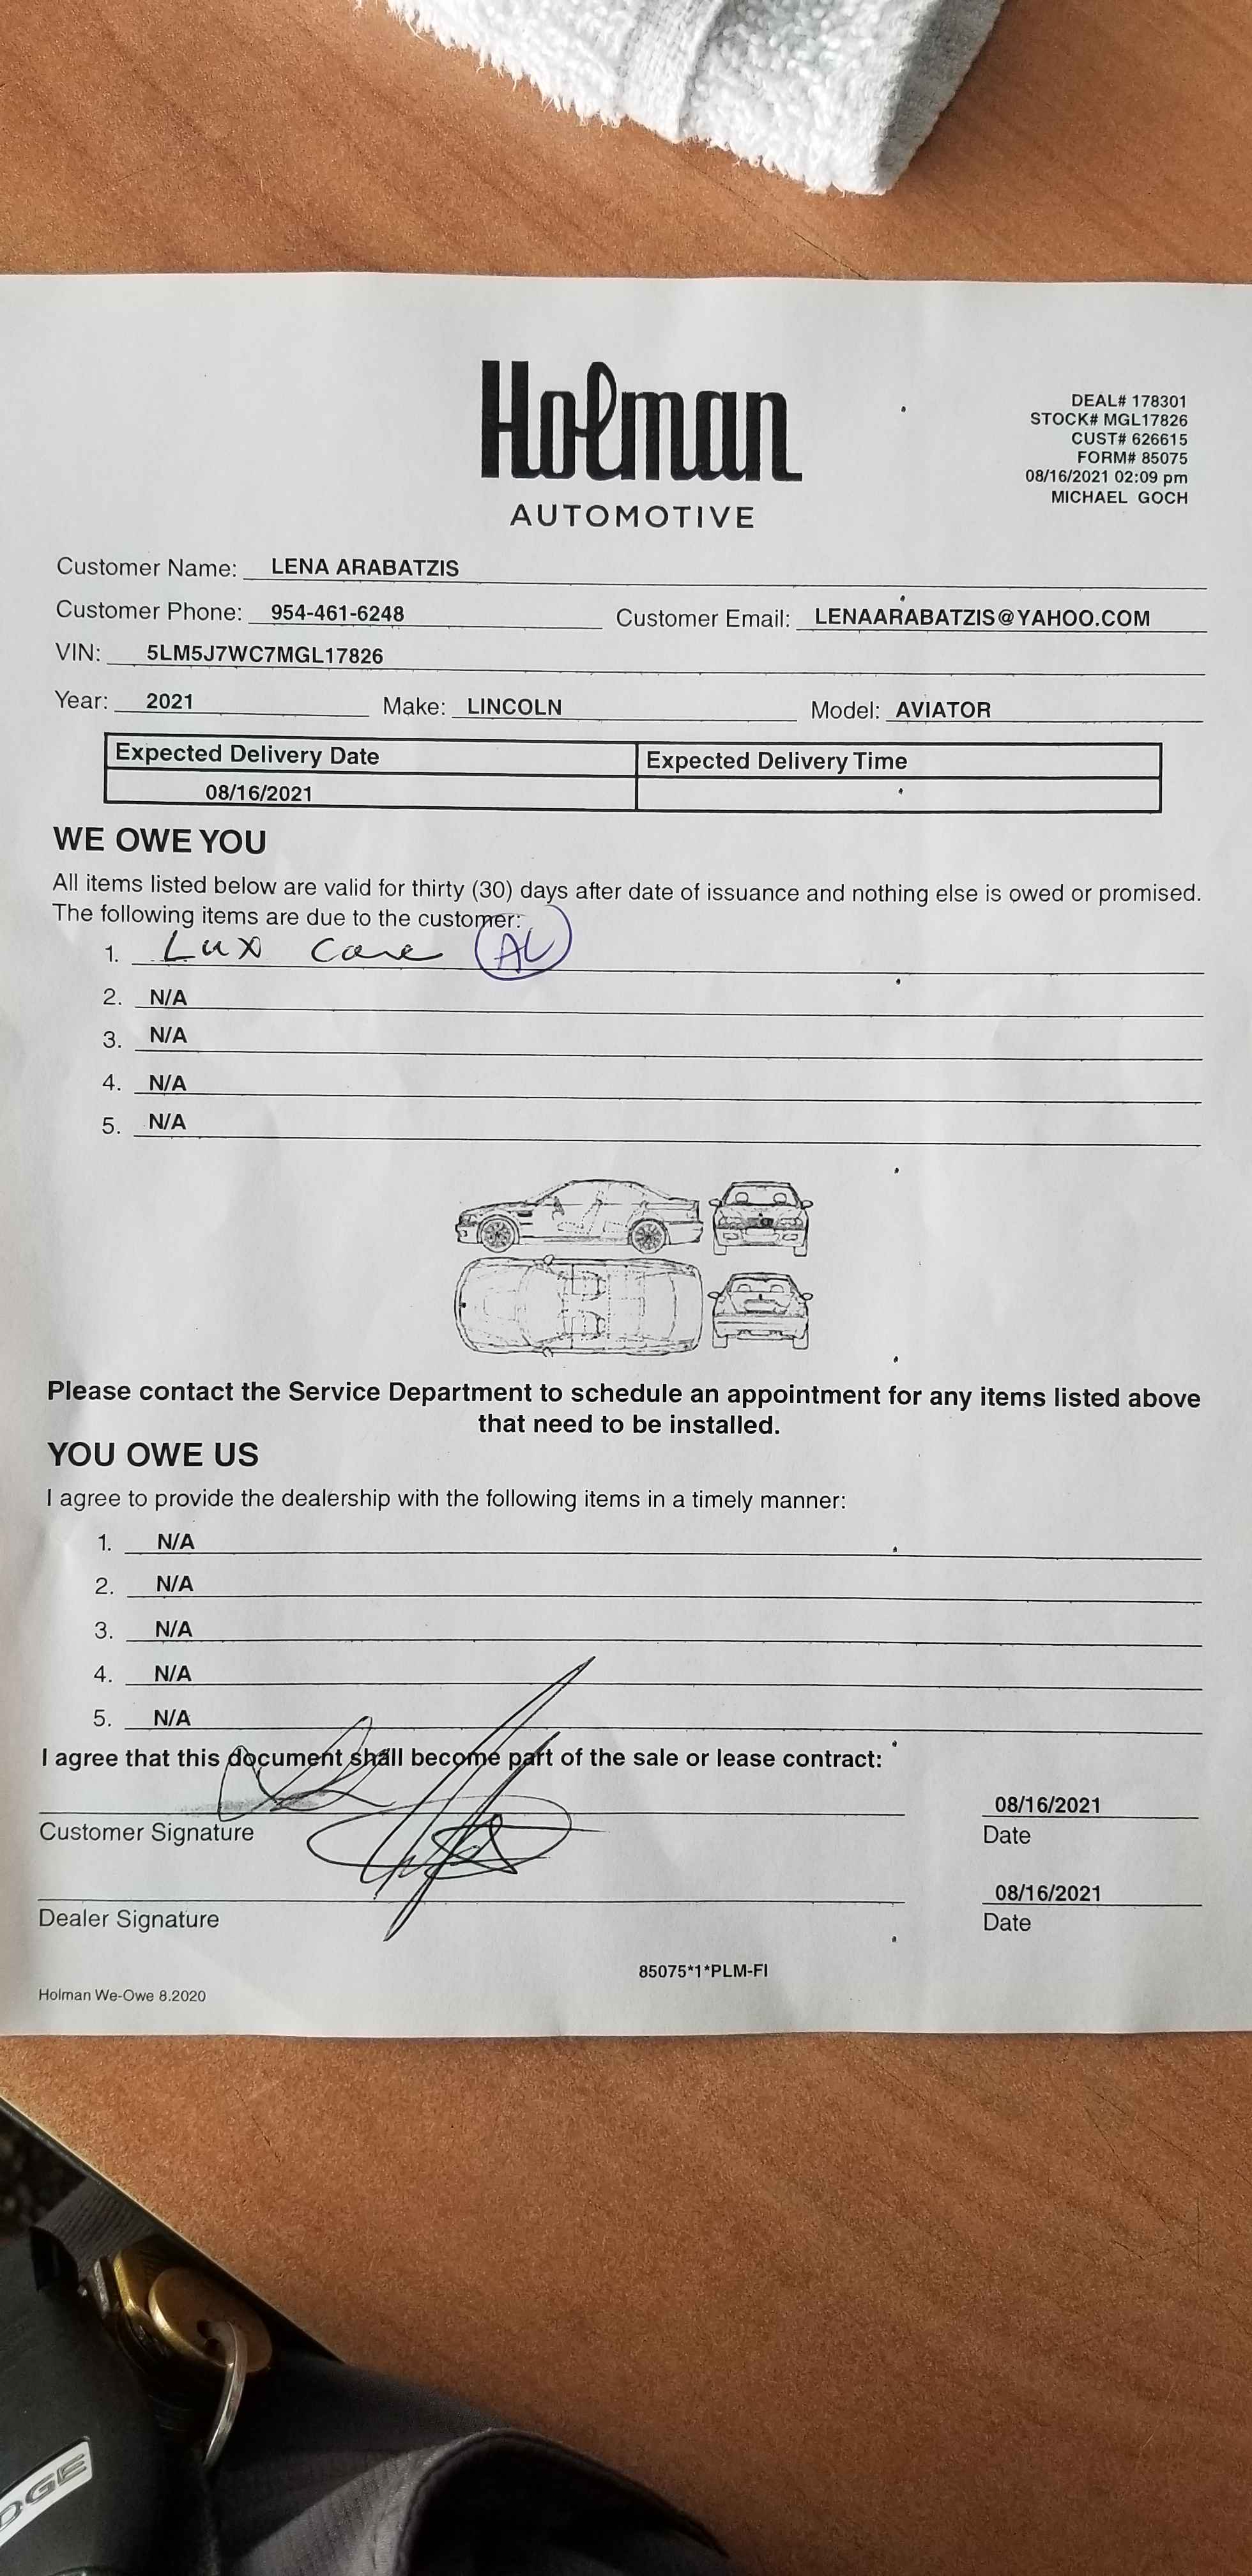 Holman
AUTOMOTIVE
DEAL# 178301
STOCK# MGL17826
CUST# 626615
FORM# 85075
08/16/2021 02:09 pm
MICHAEL GOCH
Customer Name: LENA ARABATZIS
Customer Phone: 954-461-6248 Customer Email: LENAARABATZIS@YAHOO.COM
VIN: 5LM5J7WC7MGL17826
Year: 2021 Make: LINCOLN Model: AVIATOR
Expected Delivery Date Expected Delivery Time
08/16/2021
WE OWE YOU
All items listed below are valid for thirty (30) days after date of issuance and nothing else is owed or promised.
The following items are due to the customer:
1. Lux Care AL
2. N/A
3. N/A
4. N/A
5. N/A
Please contact the Service Department to schedule an appointment for any items listed above
that need to be installed.
YOU OWE US
I agree to provide the dealership with the following items in a timely manner:
1. N/A
2. N/A
3. N/A
4. N/A
5. N/A
I agree that this document shall become part of the sale or lease contract:
08/16/2021
Customer Signature Date
08/16/2021
Dealer Signature Date
85075*1*PLM-FI
Holman We-Owe 8.2020